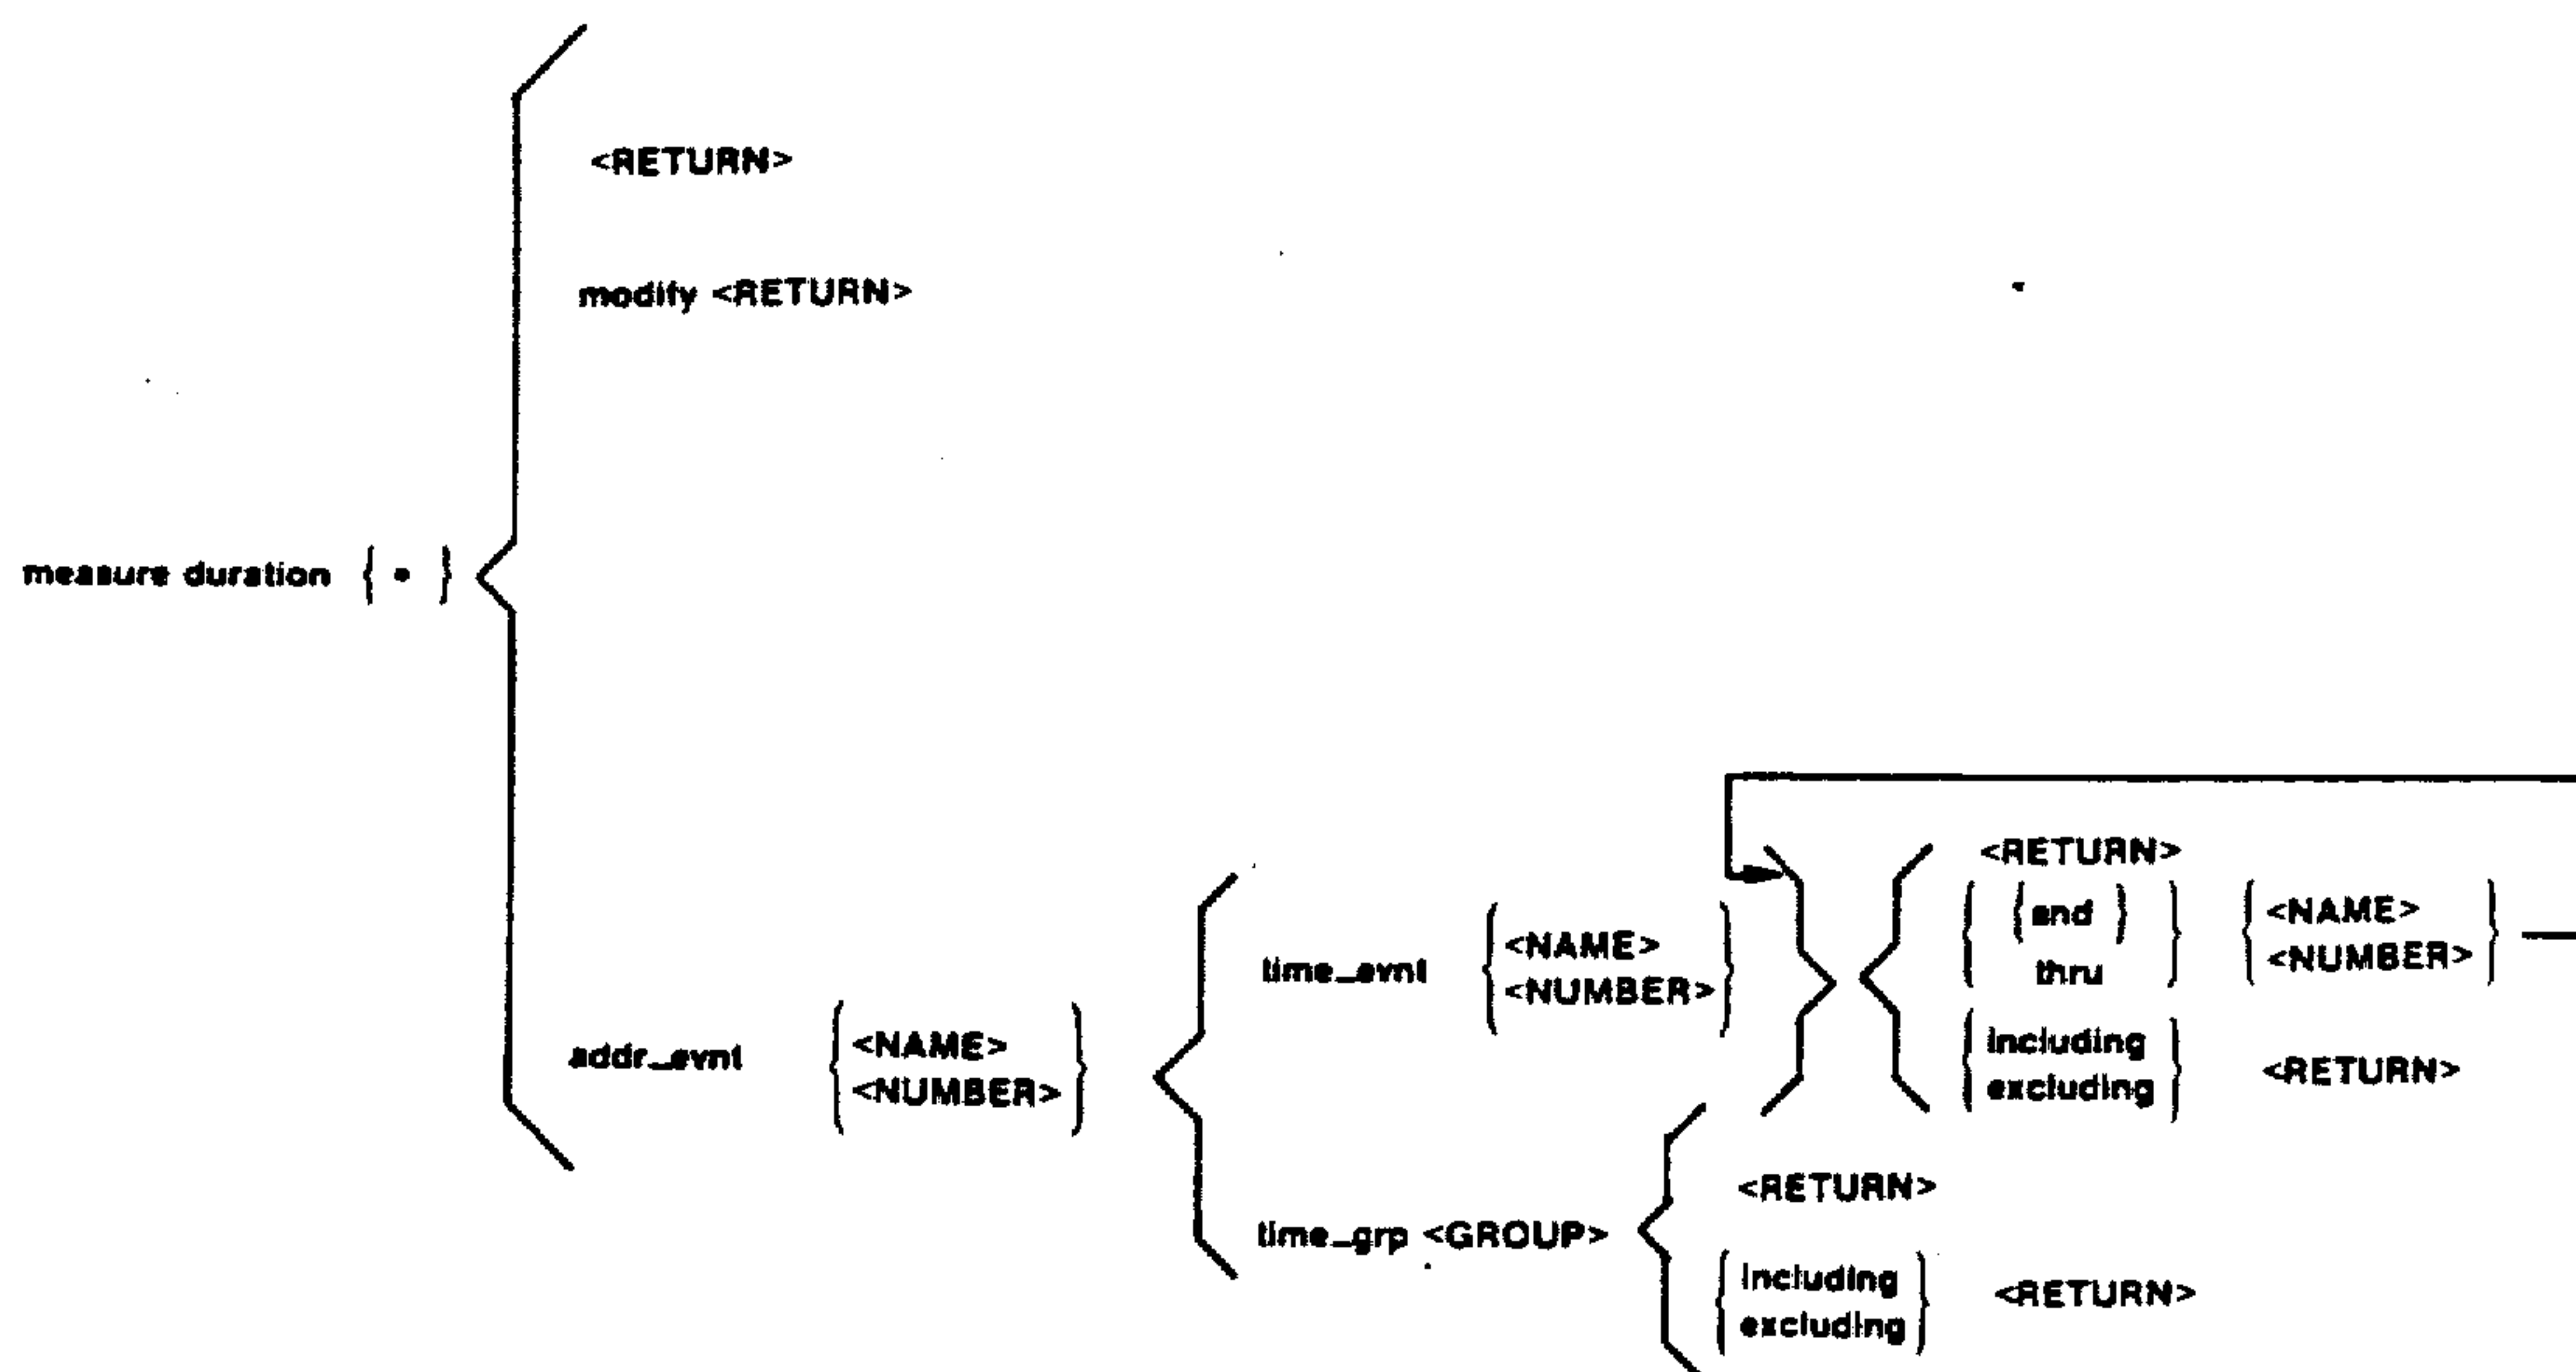 <RETURN>
modify <RETURN>
measure duration { * }
addr_evnt { <NAME>
<NUMBER> }
time_evnt { <NAME>
<NUMBER> }
<RETURN>
{ { and }
thru }
{ <NAME>
<NUMBER> }
{ including
excluding }
<RETURN>
time_grp <GROUP>
<RETURN>
{ including
excluding }
<RETURN>